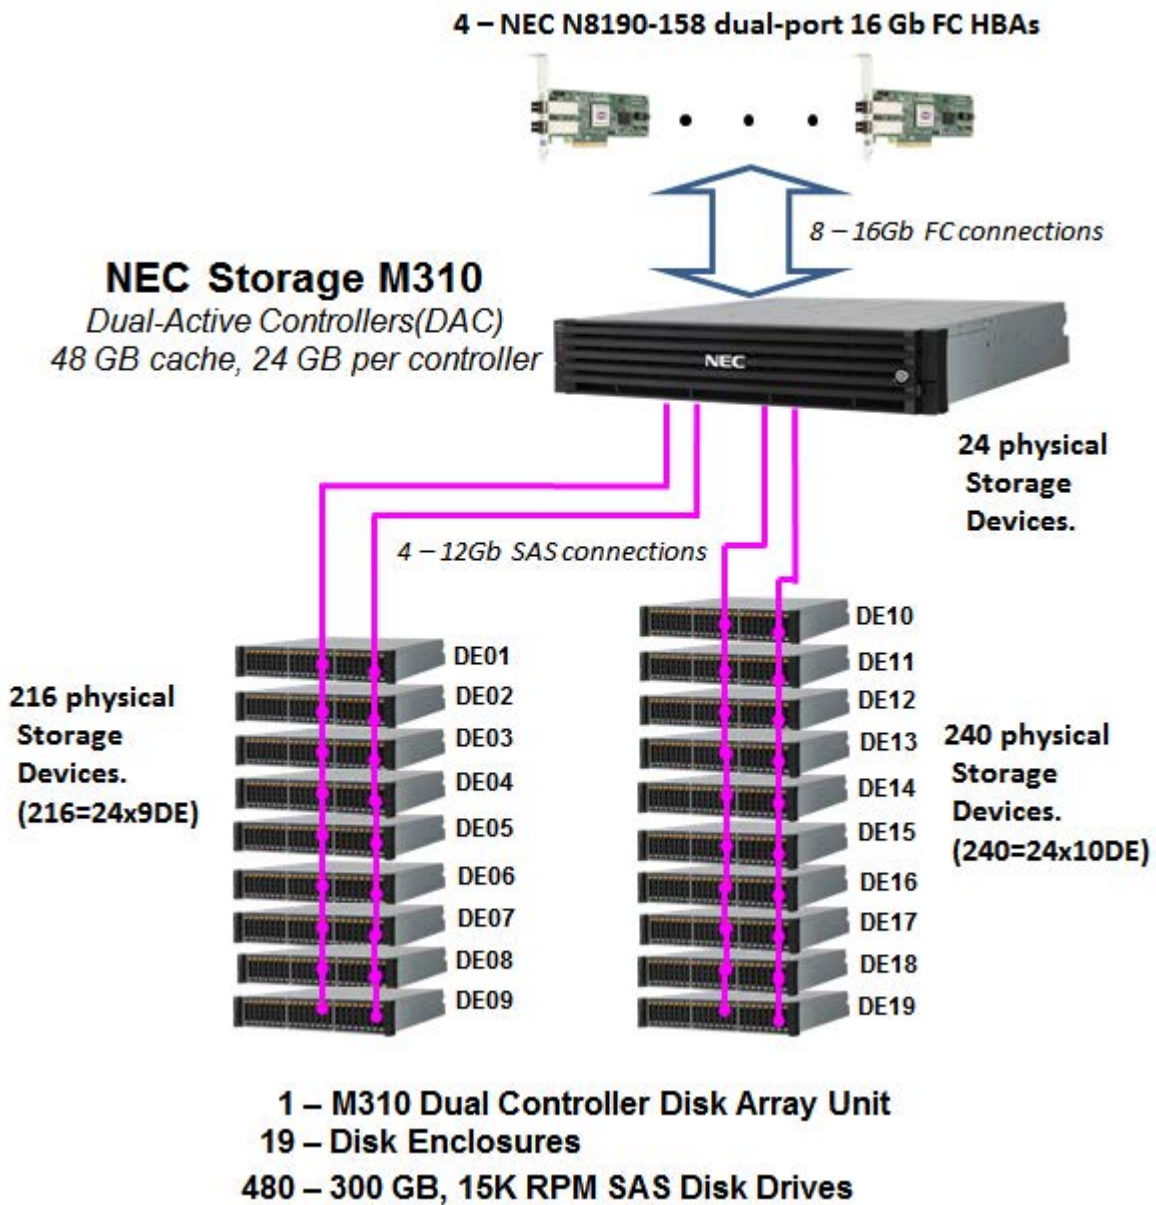 4 – NEC N8190-158 dual-port 16 Gb FC HBAs
8 – 16Gb FC connections
NEC Storage M310
Dual-Active Controllers(DAC)
48 GB cache, 24 GB per controller
NEC
24 physical
Storage
Devices.
4 – 12Gb SAS connections
216 physical
Storage
Devices.
(216=24x9DE)
DE01
DE02
DE03
DE04
DE05
DE06
DE07
DE08
DE09
DE10
DE11
DE12
DE13
DE14
DE15
DE16
DE17
DE18
DE19
240 physical
Storage
Devices.
(240=24x10DE)
1 – M310 Dual Controller Disk Array Unit
19 – Disk Enclosures
480 – 300 GB, 15K RPM SAS Disk Drives